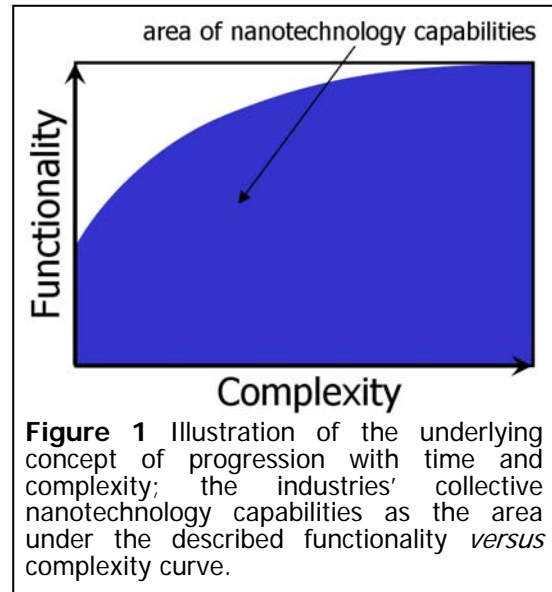 area of nanotechnology capabilities
Functionality
Complexity
Figure 1 Illustration of the underlying
concept of progression with time and
complexity; the industries' collective
nanotechnology capabilities as the area
under the described functionality versus
complexity curve.